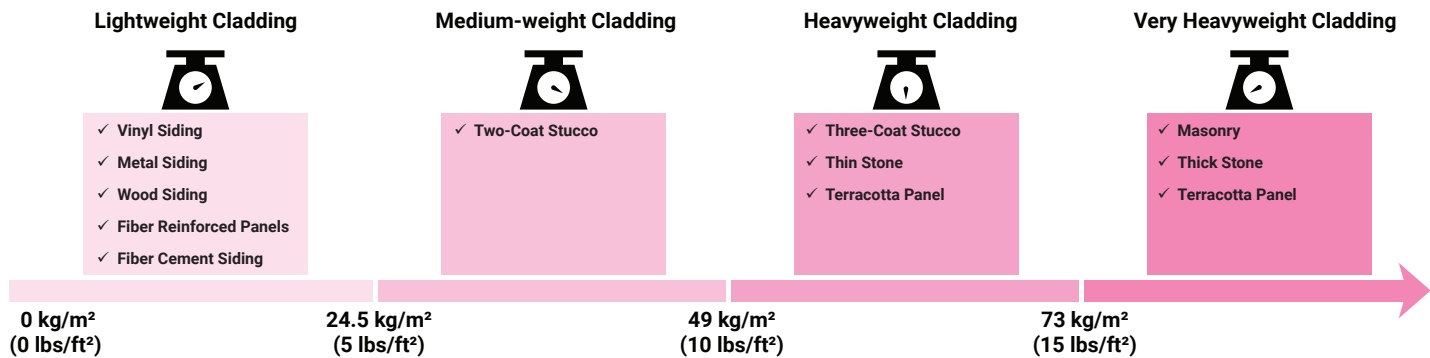 Lightweight Cladding
Medium-weight Cladding
Heavyweight Cladding
Very Heavyweight Cladding
✓ Vinyl Siding
✓ Metal Siding
✓ Wood Siding
✓ Fiber Reinforced Panels
✓ Fiber Cement Siding
✓ Two-Coat Stucco
✓ Three-Coat Stucco
✓ Thin Stone
✓ Terracotta Panel
✓ Masonry
✓ Thick Stone
✓ Terracotta Panel
0 kg/m²
(0 lbs/ft²)
24.5 kg/m²
(5 lbs/ft²)
49 kg/m²
(10 lbs/ft²)
73 kg/m²
(15 lbs/ft²)